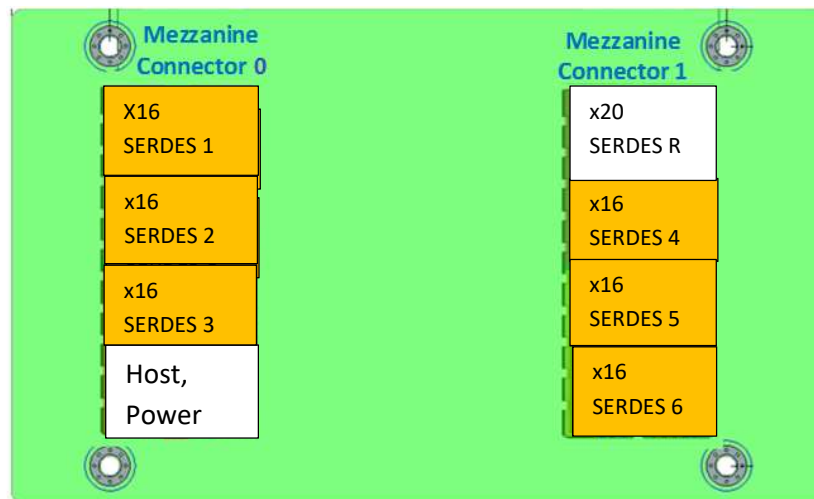 Mezzanine
Connector 0
X16
SERDES 1
x16
SERDES 2
x16
SERDES 3
Host,
Power
Mezzanine
Connector 1
x20
SERDES R
x16
SERDES 4
x16
SERDES 5
x16
SERDES 6